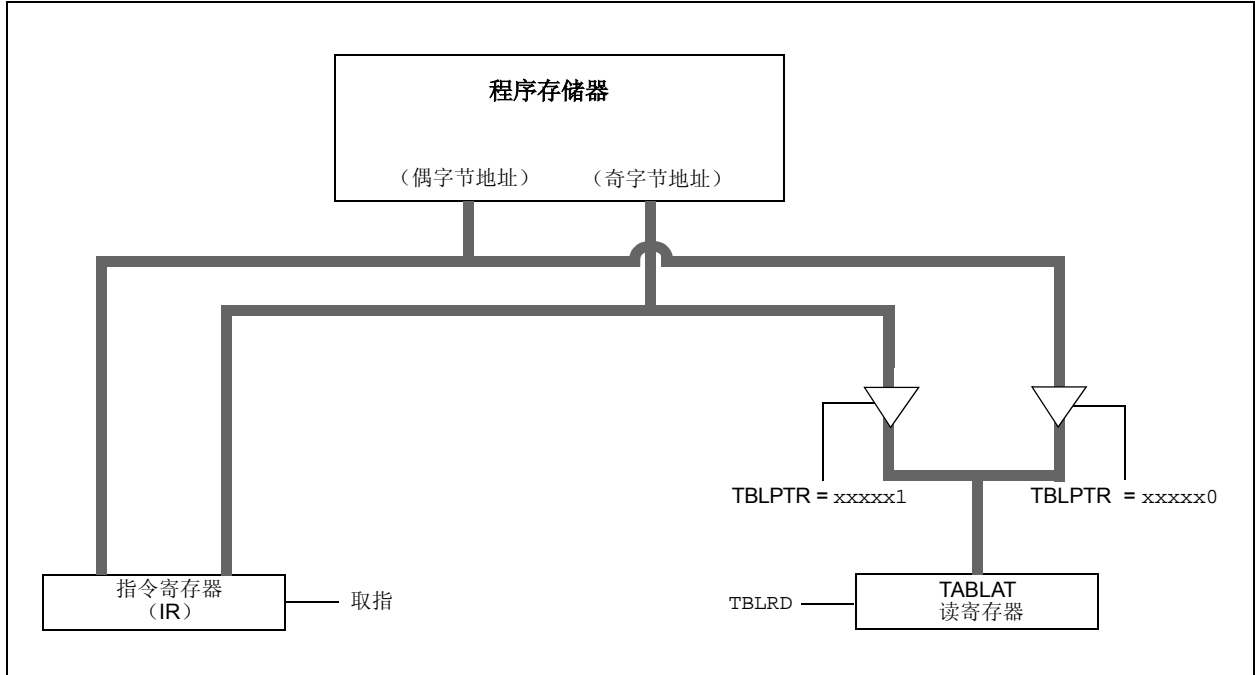 程序存储器
（偶字节地址） （奇字节地址）
TBLPTR = xxxxx1 TBLPTR = xxxxx0
指令寄存器
（IR）
取指
TBLRD
TABLAT
读寄存器